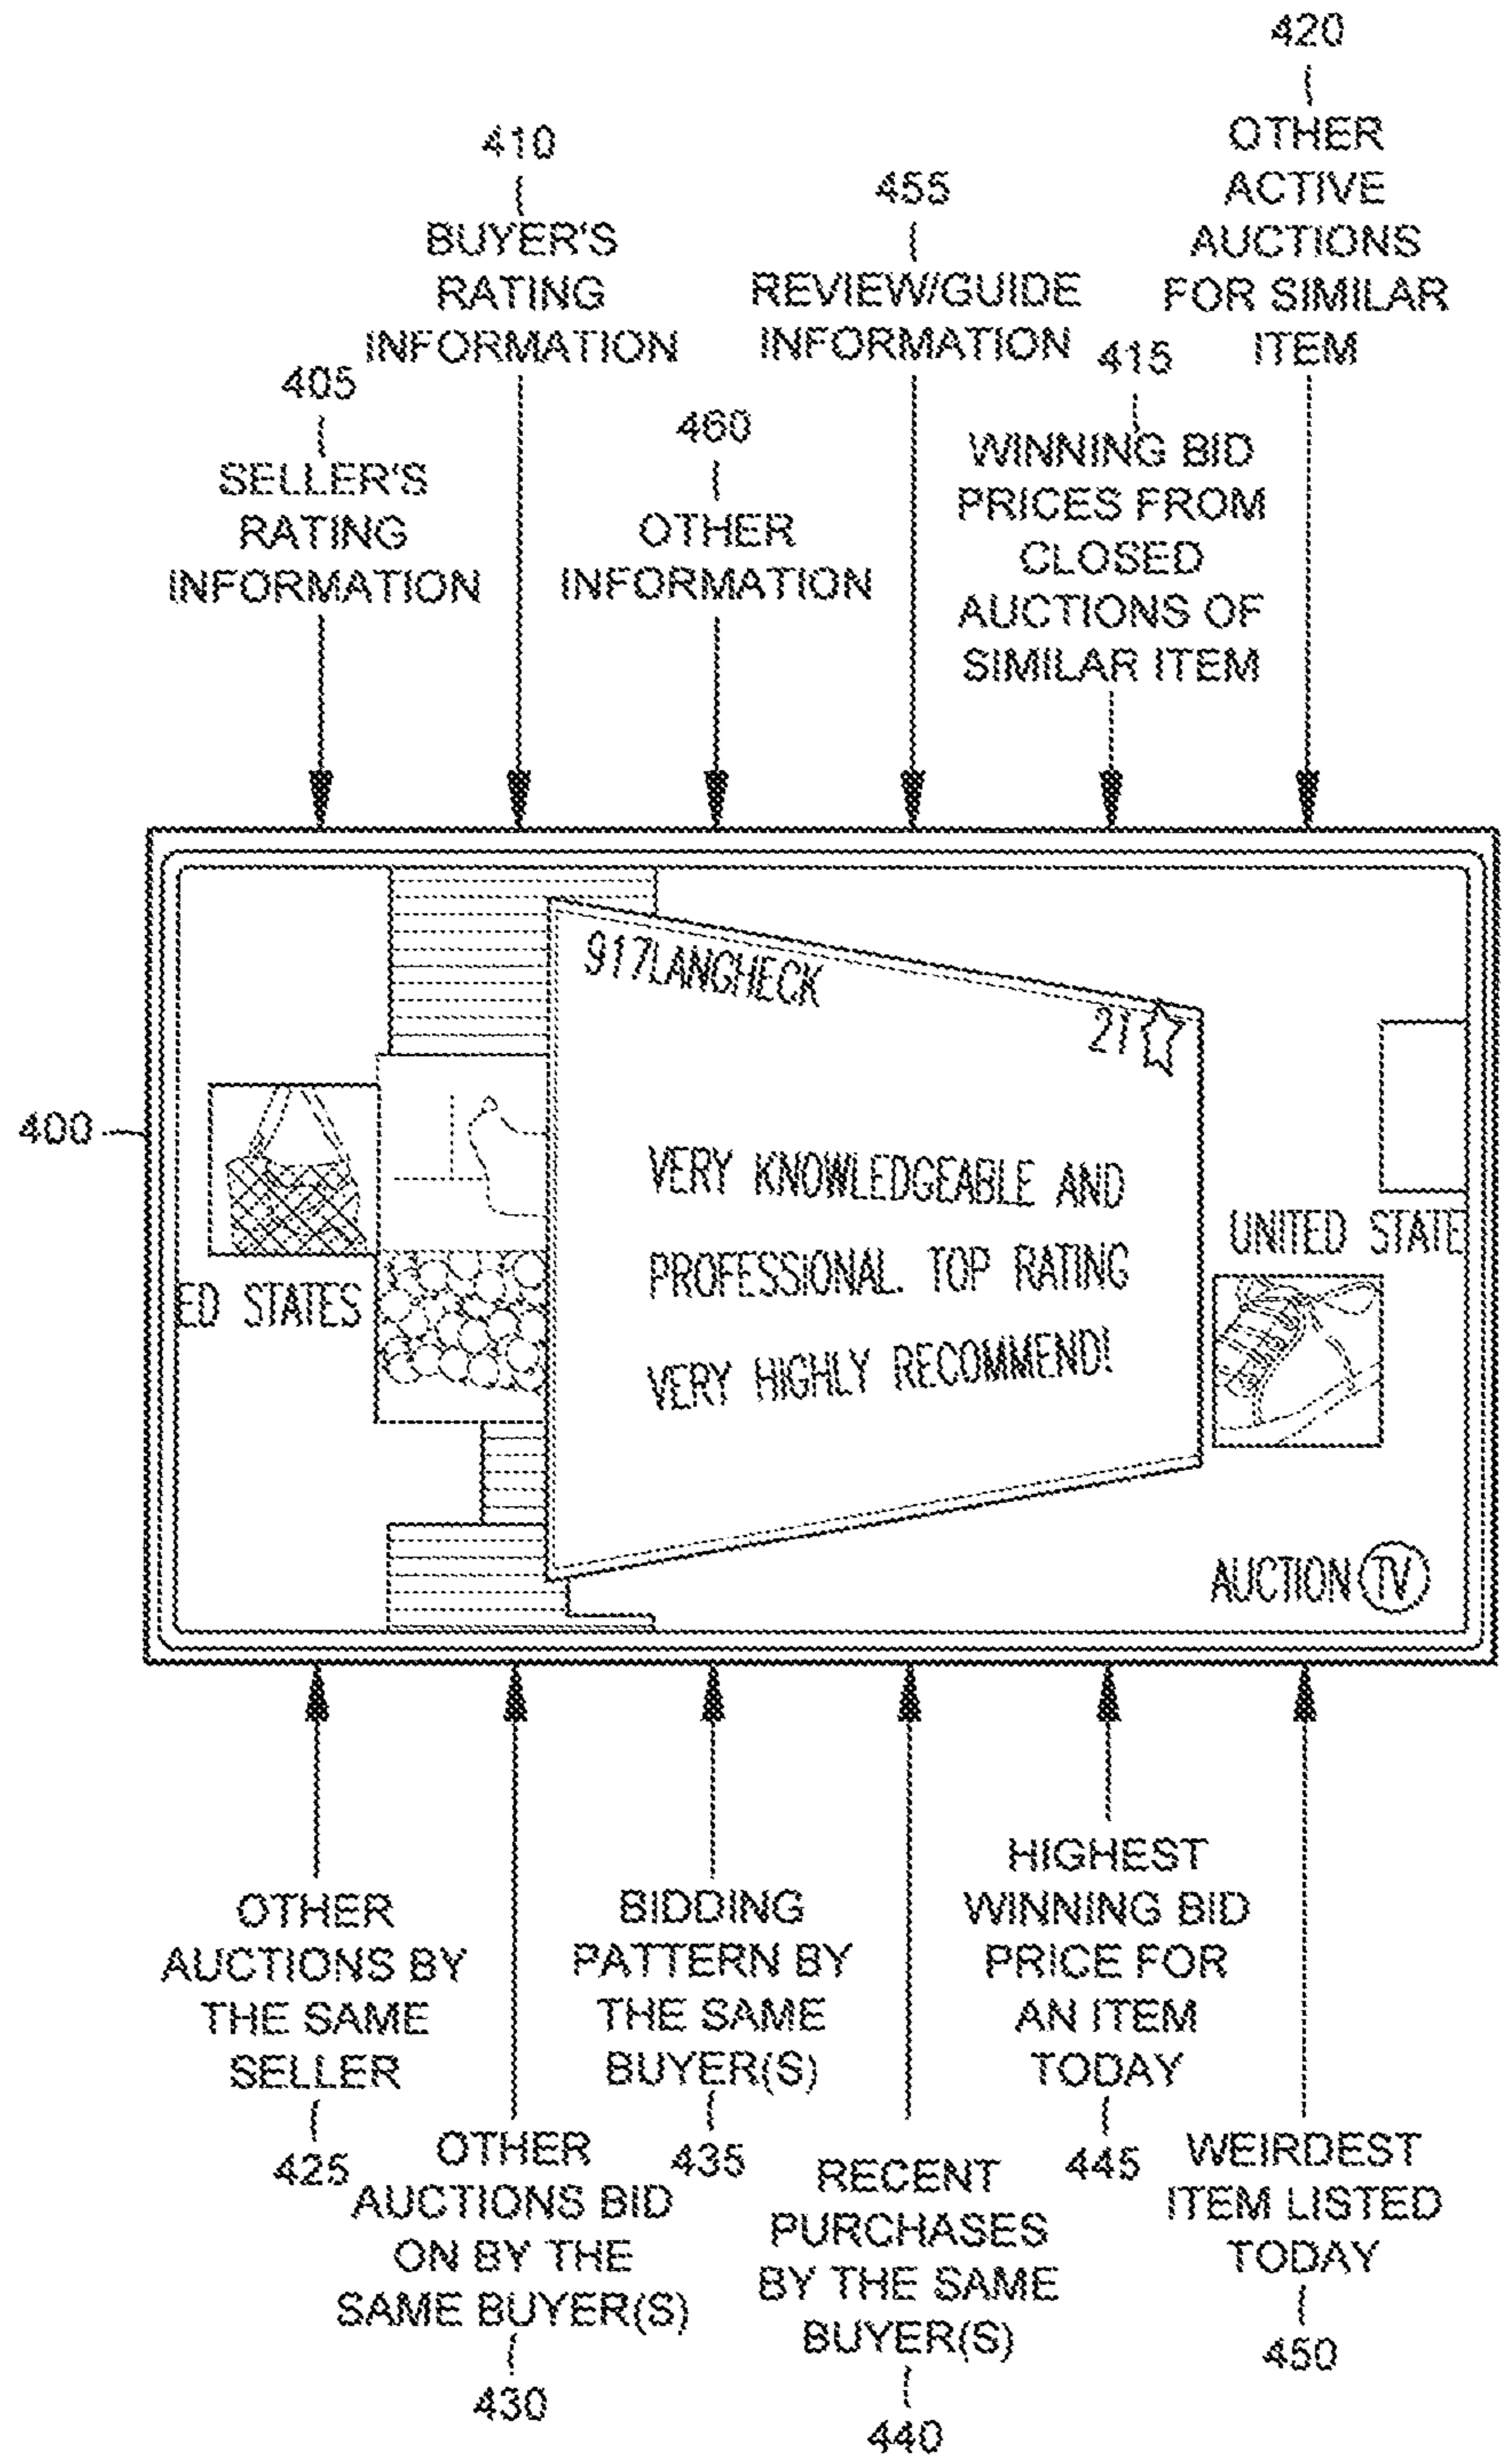 420
OTHER
ACTIVE
AUCTIONS
FOR SIMILAR
ITEM
410
BUYER'S
RATING
INFORMATION
455
REVIEW/GUIDE
INFORMATION
415
WINNING BID
PRICES FROM
CLOSED
AUCTIONS OF
SIMILAR ITEM
405
SELLER'S
RATING
INFORMATION
460
OTHER
INFORMATION
400
917LANGHECK
21
VERY KNOWLEDGEABLE AND
PROFESSIONAL. TOP RATING
VERY HIGHLY RECOMMEND!
ED STATES
UNITED STATE
AUCTION TV
OTHER
AUCTIONS BY
THE SAME
SELLER
425
OTHER
AUCTIONS BID
ON BY THE
SAME BUYER(S)
430
BIDDING
PATTERN BY
THE SAME
BUYER(S)
435
RECENT
PURCHASES
BY THE SAME
BUYER(S)
440
HIGHEST
WINNING BID
PRICE FOR
AN ITEM
TODAY
445
WEIRDEST
ITEM LISTED
TODAY
450